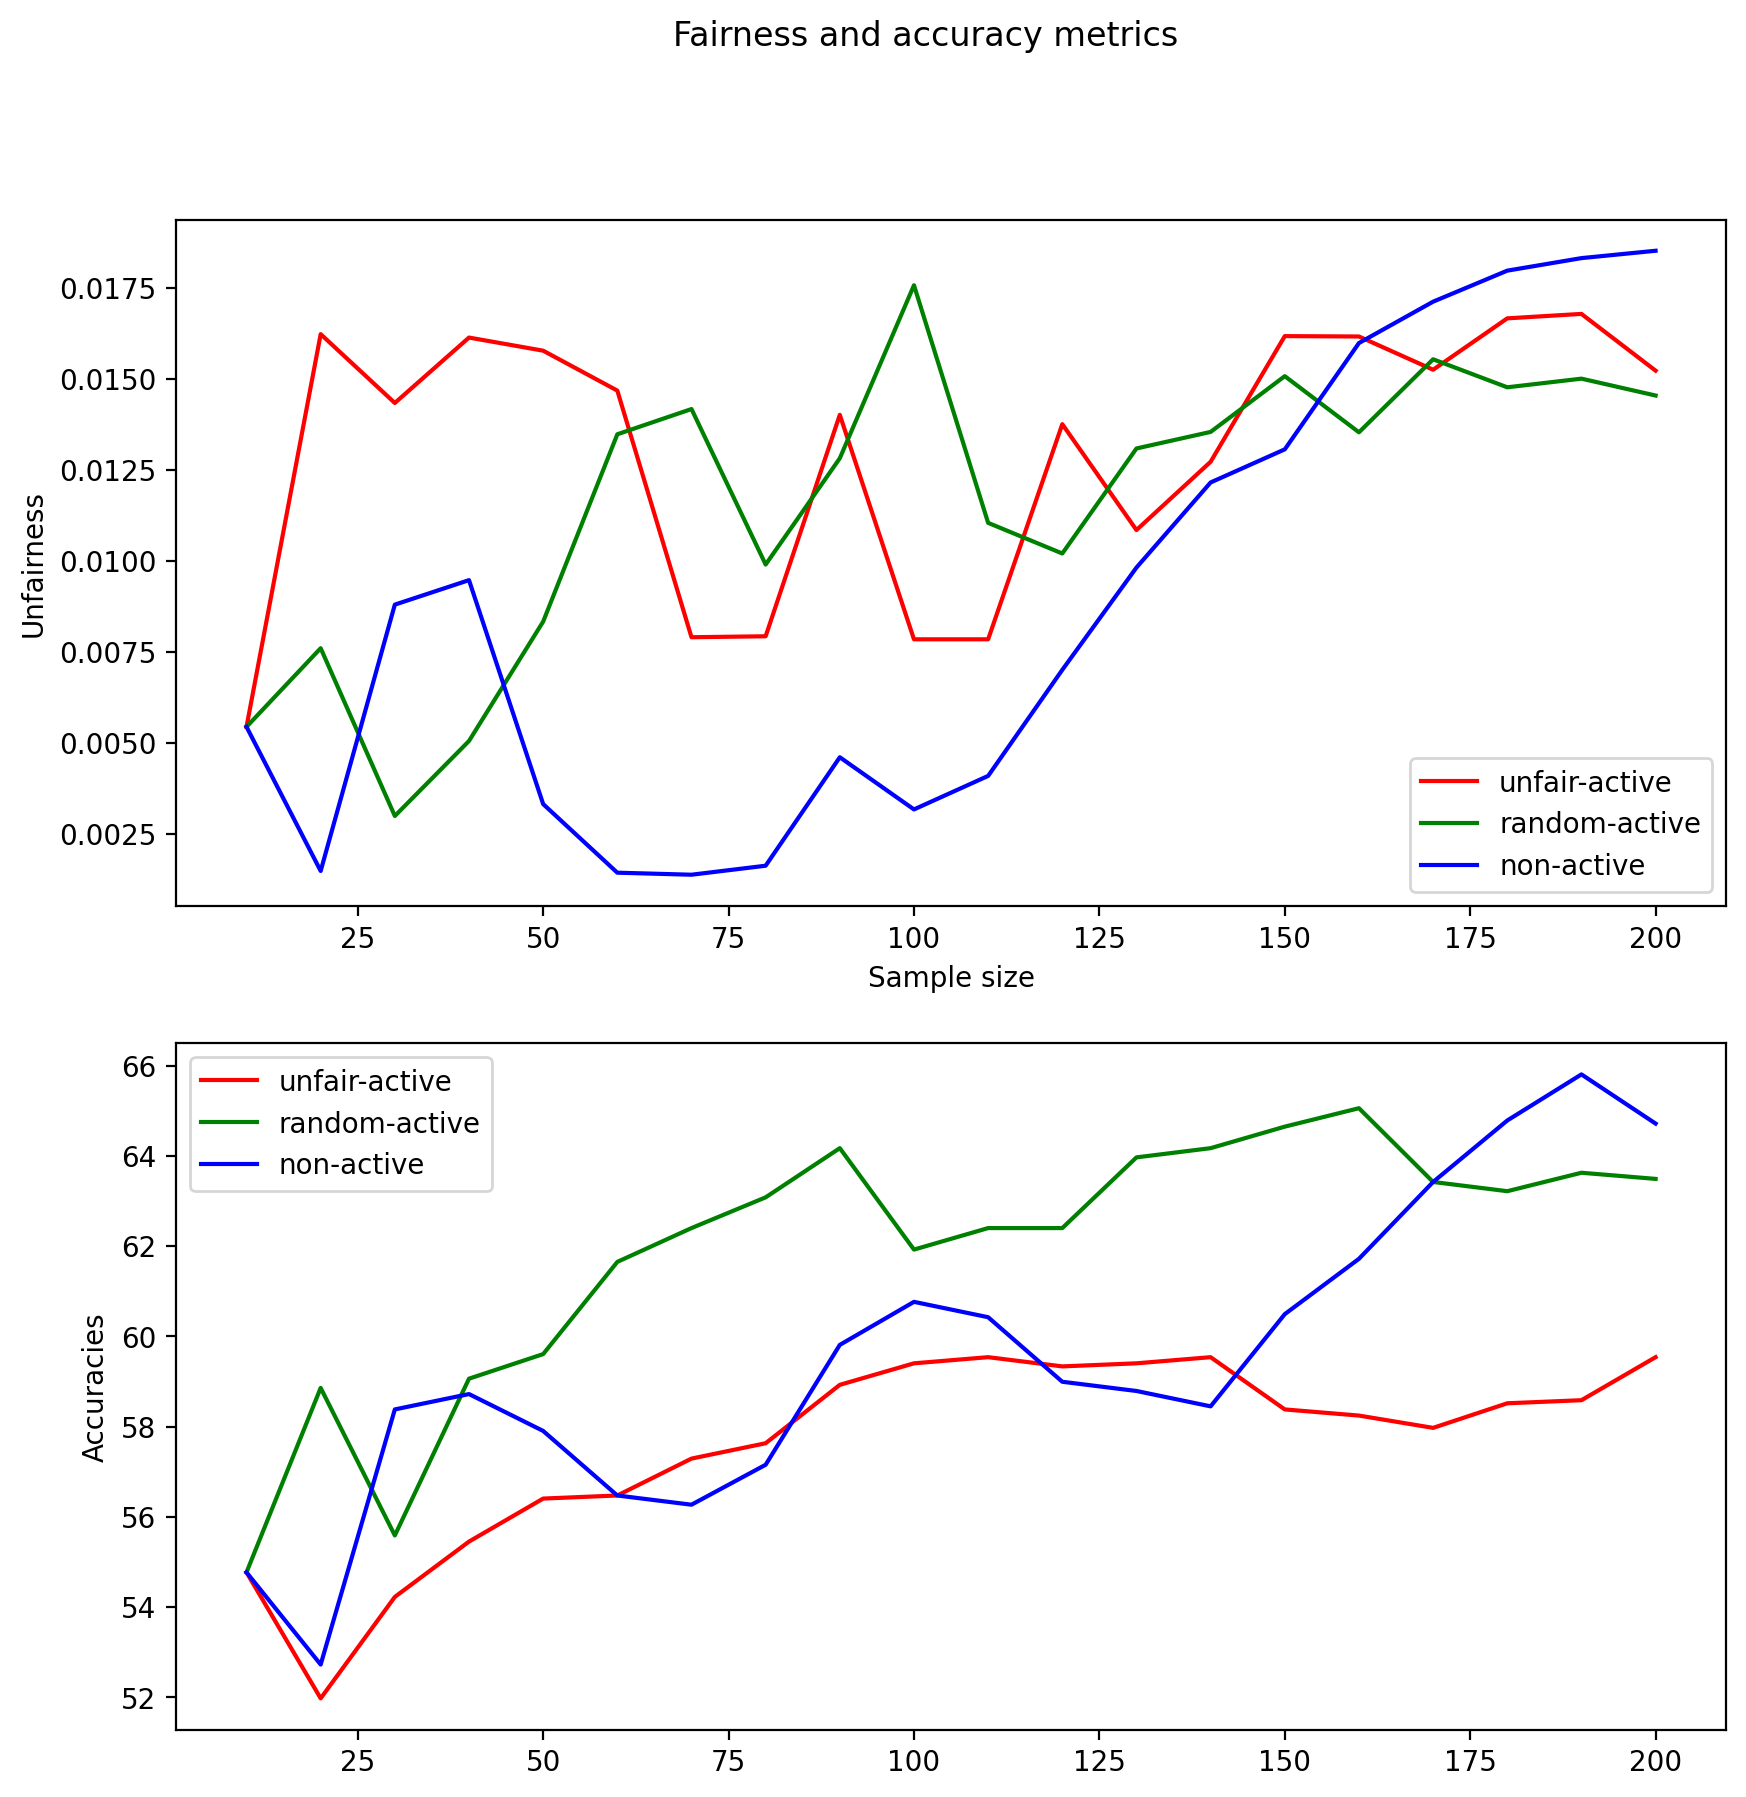 Fairness and accuracy metrics
0.0175
0.0150
0.0125
0.0100
0.0075
0.0050
0.0025
Unfairness
unfair-active
random-active
non-active
25 50 75 100 125 150 175 200
Sample size
66
64
62
60
58
56
54
52
Accuracies
unfair-active
random-active
non-active
25 50 75 100 125 150 175 200